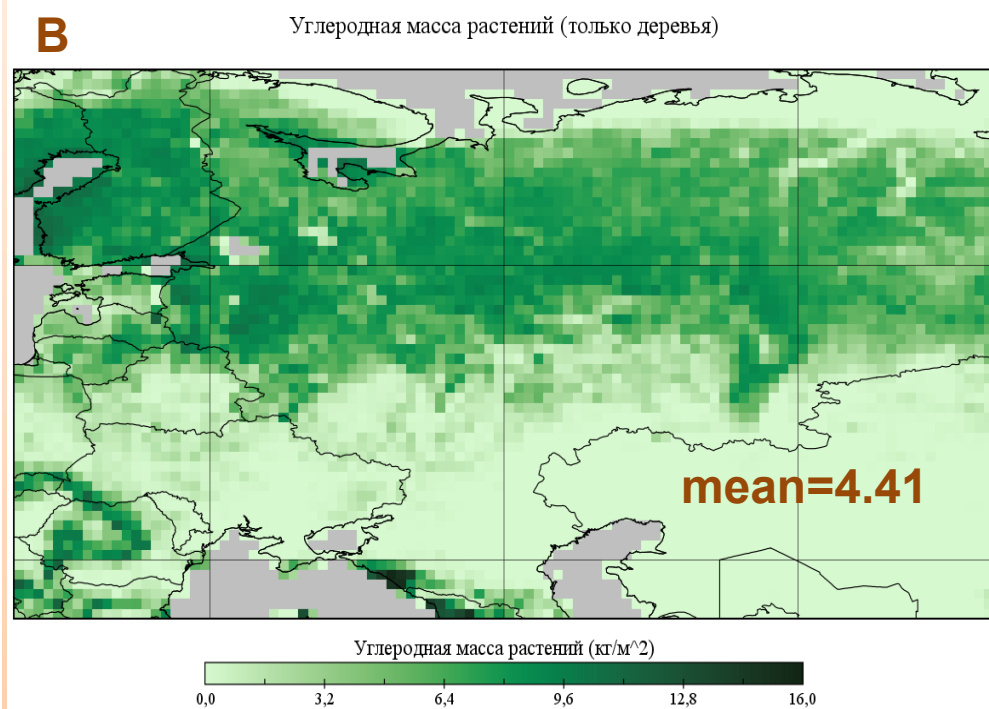 B
Углеродная масса растений (только деревья)
mean=4.41
Углеродная масса растений (кг/м^2)
0,0 3,2 6,4 9,6 12,8 16,0